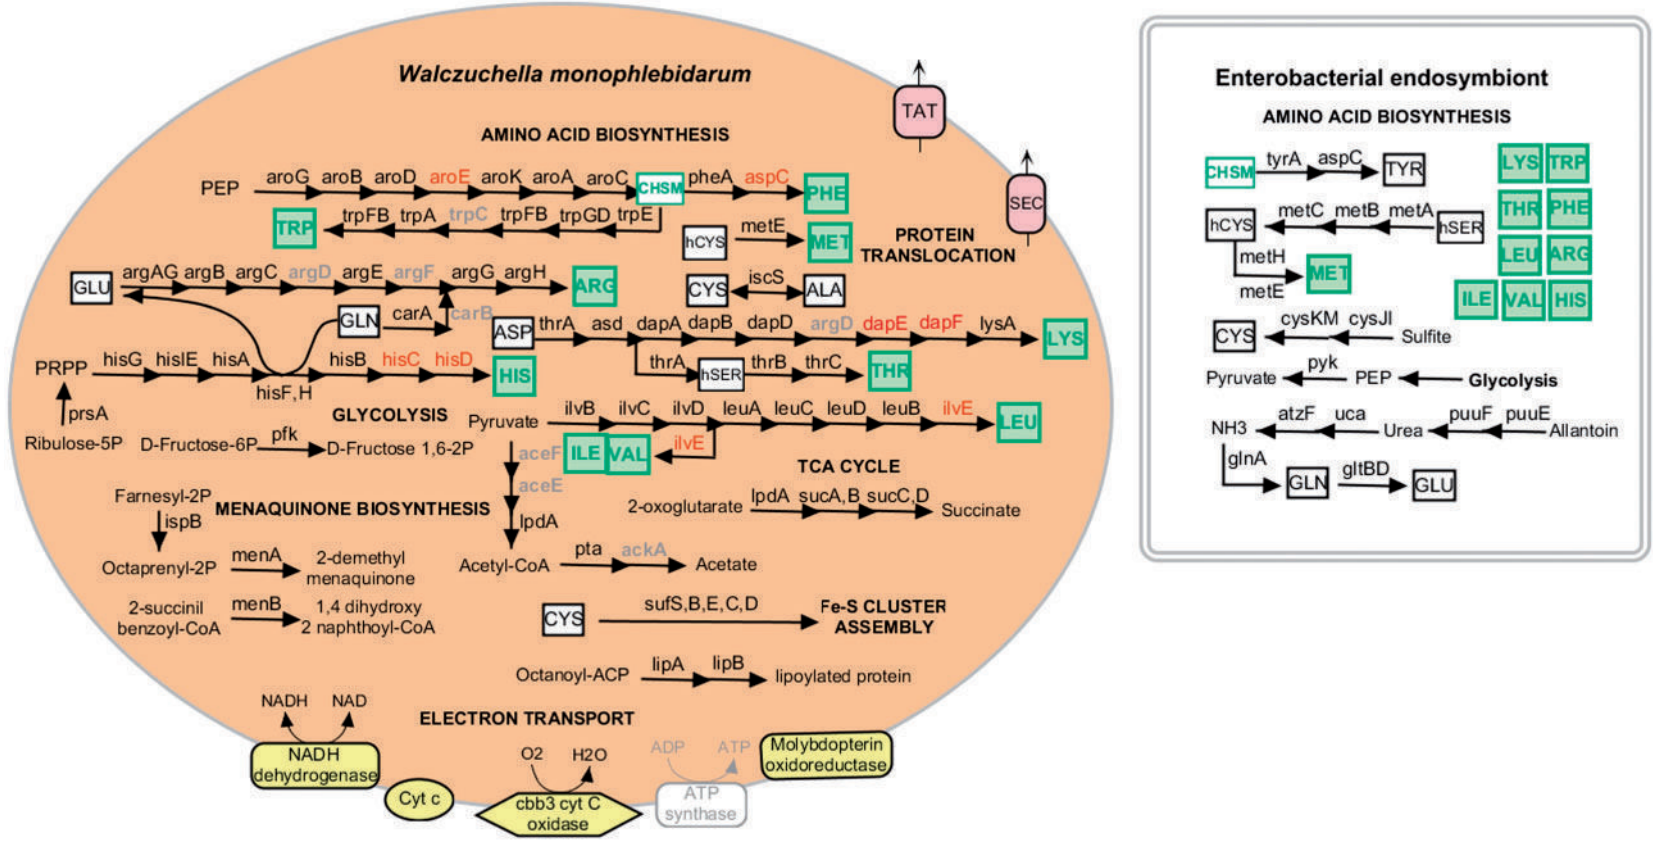 Walczuchella monophlebidarum
TAT
SEC
AMINO ACID BIOSYNTHESIS
PEP aroG aroB aroD aroE aroK aroA aroC CHSM pheA aspC PHE
TRP trpFB trpA trpC trpFB trpGD trpE
hCYS metE MET
PROTEIN
TRANSLOCATION
GLU argAG argB argC argD argE argF argG argH ARG
CYS iscS ALA
GLN carA carB
ASP thrA asd dapA dapB dapD argD dapE dapF lysA LYS
PRPP hisG hisIE hisA hisB hisC hisD HIS
hisF,H
thrA hSER thrB thrC THR
prsA
Ribulose-5P
GLYCOLYSIS
D-Fructose-6P pfk D-Fructose 1,6-2P
Pyruvate ilvB ilvC ilvD leuA leuC leuD leuB ilvE LEU
ILE VAL ilvE
aceF
aceE
lpdA
TCA CYCLE
2-oxoglutarate lpdA sucA,B sucC,D Succinate
Farnesyl-2P
MENAQUINONE BIOSYNTHESIS
ispB
Octaprenyl-2P menA 2-demethyl
menaquinone
Acetyl-CoA pta ackA Acetate
2-succinil
benzoyl-CoA
menB
1,4 dihydroxy
2 naphthoyl-CoA
CYS sufS,B,E,C,D Fe-S CLUSTER
ASSEMBLY
Octanoyl-ACP lipA lipB lipoylated protein
ELECTRON TRANSPORT
NADH NAD
NADH
dehydrogenase
Cyt c
O2 H2O
cbb3 cyt C
oxidase
ADP ATP
ATP
synthase
Molybdopterin
oxidoreductase
Enterobacterial endosymbiont
AMINO ACID BIOSYNTHESIS
CHSM tyrA aspC TYR
LYS TRP
THR PHE
LEU ARG
ILE VAL HIS
hCYS metC metB metA hSER
metH
metE
MET
CYS cysKM cysJI Sulfite
Pyruvate pyk PEP Glycolysis
NH3 atzF uca Urea puuF puuE Allantoin
glnA
GLN gltBD GLU